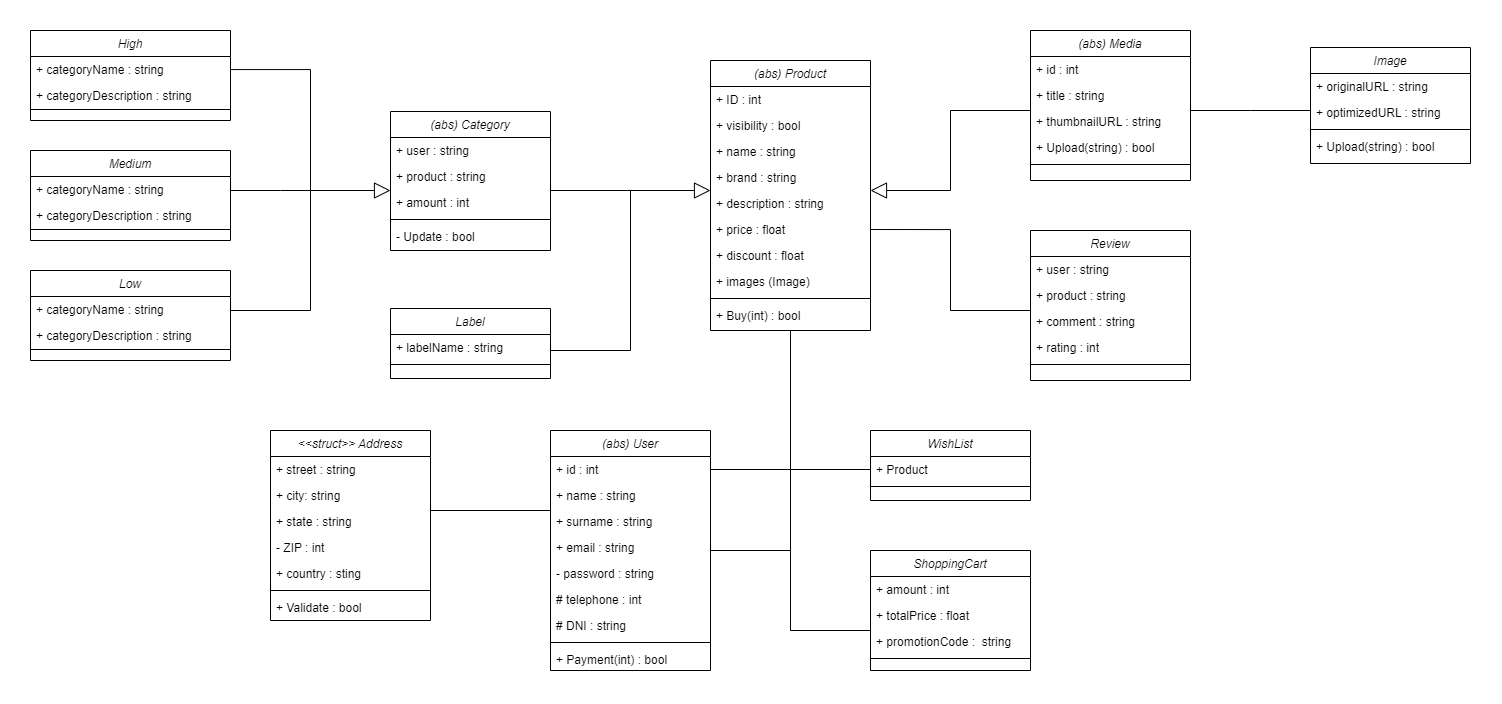 High
+ categoryName : string
+ categoryDescription : string
Medium
+ categoryName : string
+ categoryDescription : string
Low
+ categoryName : string
+ categoryDescription : string
(abs) Category
+ user : string
+ product : string
+ amount : int
- Update : bool
Label
+ labelName : string
(abs) Product
+ ID : int
+ visibility : bool
+ name : string
+ brand : string
+ description : string
+ price : float
+ discount : float
+ images (Image)
+ Buy(int) : bool
(abs) Media
+ id : int
+ title : string
+ thumbnailURL : string
+ Upload(string) : bool
Image
+ originalURL : string
+ optimizedURL : string
+ Upload(string) : bool
Review
+ user : string
+ product : string
+ comment : string
+ rating : int
<<struct>> Address
+ street : string
+ city: string
+ state : string
- ZIP : int
+ country : sting
+ Validate : bool
(abs) User
+ id : int
+ name : string
+ surname : string
+ email : string
- password : string
# telephone : int
# DNI : string
+ Payment(int) : bool
WishList
+ Product
ShoppingCart
+ amount : int
+ totalPrice : float
+ promotionCode :  string